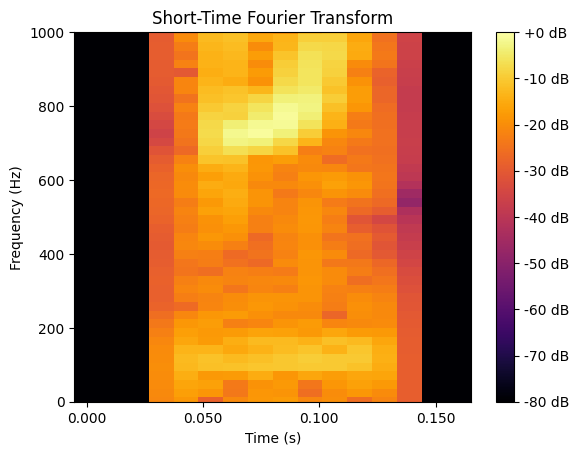 Short-Time Fourier Transform
1000
800
600
400
200
0
Frequency (Hz)
0.000
0.050
0.100
0.150
Time (s)
+0 dB
-10 dB
-20 dB
-30 dB
-40 dB
-50 dB
-60 dB
-70 dB
-80 dB